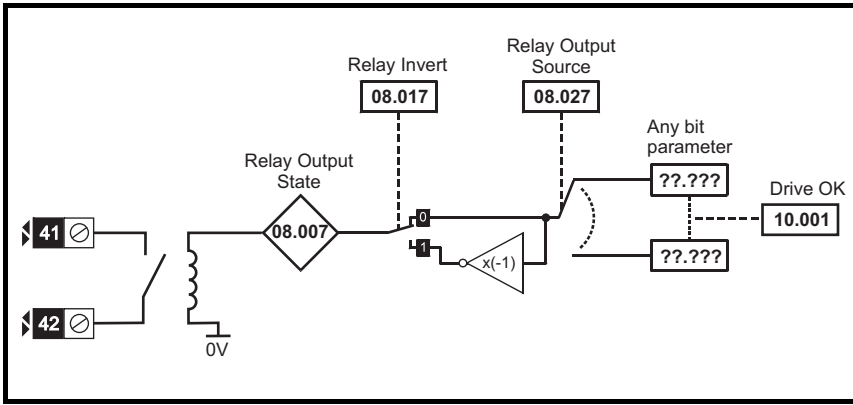 Relay Output
Source
Relay Invert
08.017
08.027
Any bit
parameter
Relay Output
State
??.???
Drive OK
0
10.001
41
08.007
1
x(-1)
??.???
42
0V